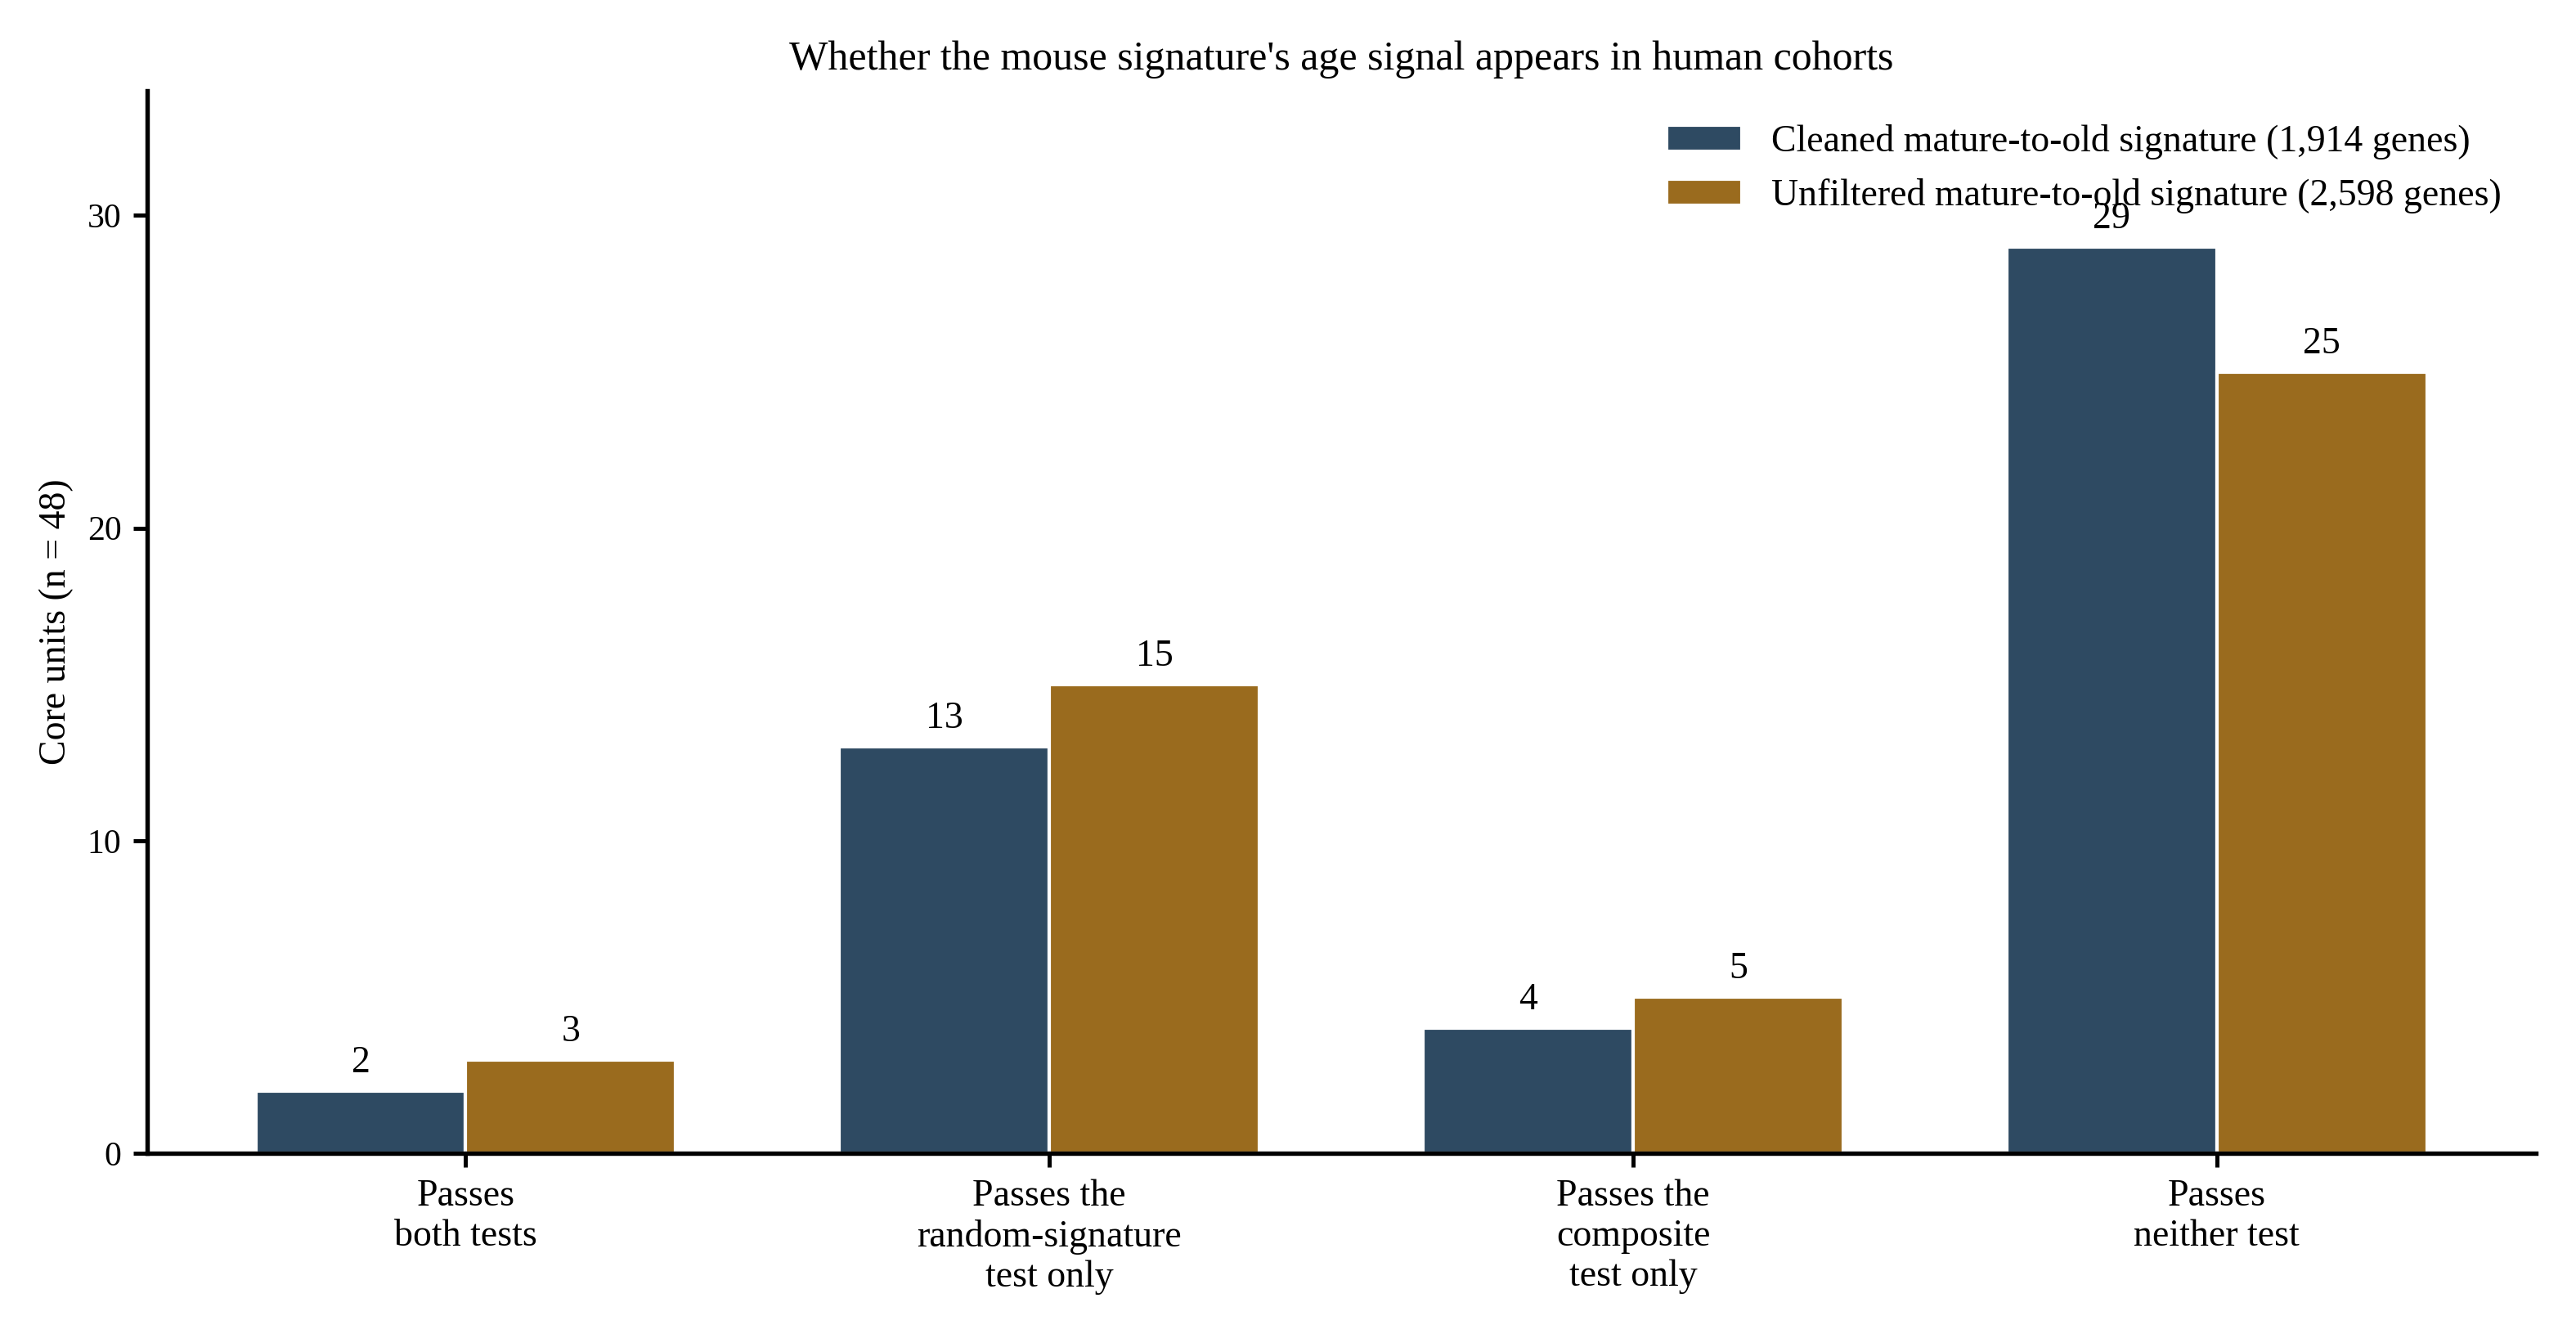 Whether the mouse signature's age signal appears in human cohorts
Cleaned mature-to-old signature (1,914 genes)
Unfiltered mature-to-old signature (2,598 genes)
Core units (n = 48)
30
20
10
0
2
3
13
15
4
5
29
25
Passes
both tests
Passes the
random-signature
test only
Passes the
composite
test only
Passes
neither test